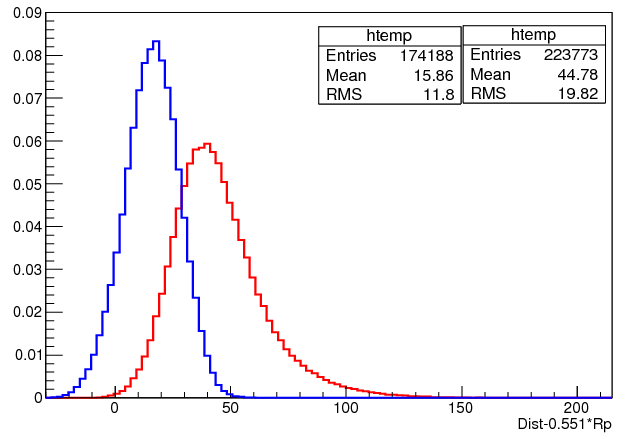 0.09
0.08
0.07
0.06
0.05
0.04
0.03
0.02
0.01
0
htemp
Entries 174188
Mean 15.86
RMS 11.8
htemp
Entries 223773
Mean 44.78
RMS 19.82
0 50 100 150 200
Dist-0.551*Rp